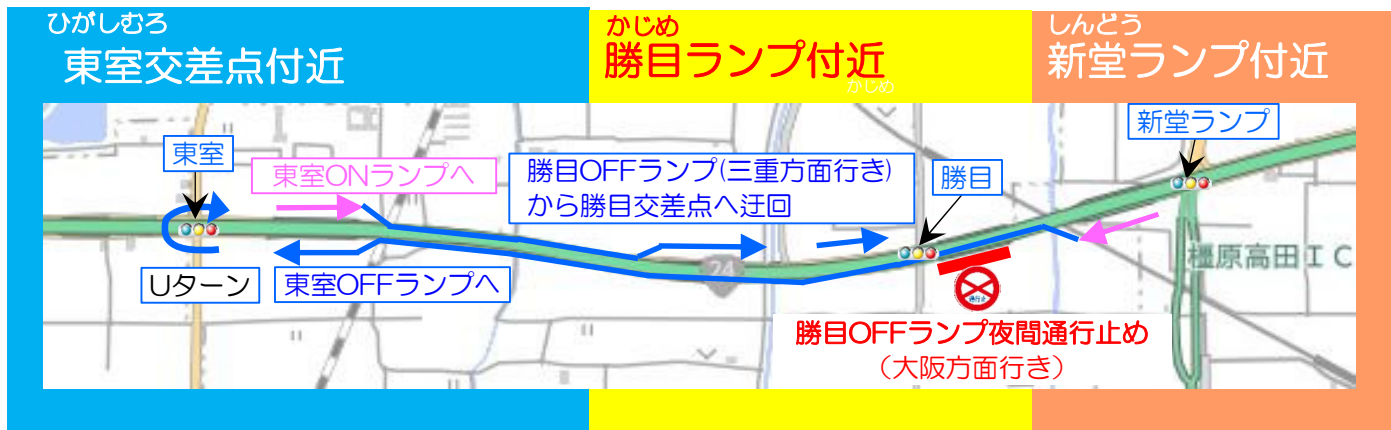 ひがしむろ
東室交差点付近
かじめ
勝目ランプ付近
かじめ
しんどう
新堂ランプ付近
東室
東室ONランプへ
勝目OFFランプ(三重方面行き)
から勝目交差点へ迂回
勝目
新堂ランプ
Uターン
東室OFFランプへ
24
橿原高田IC
通行止
勝目OFFランプ夜間通行止め
(大阪方面行き)